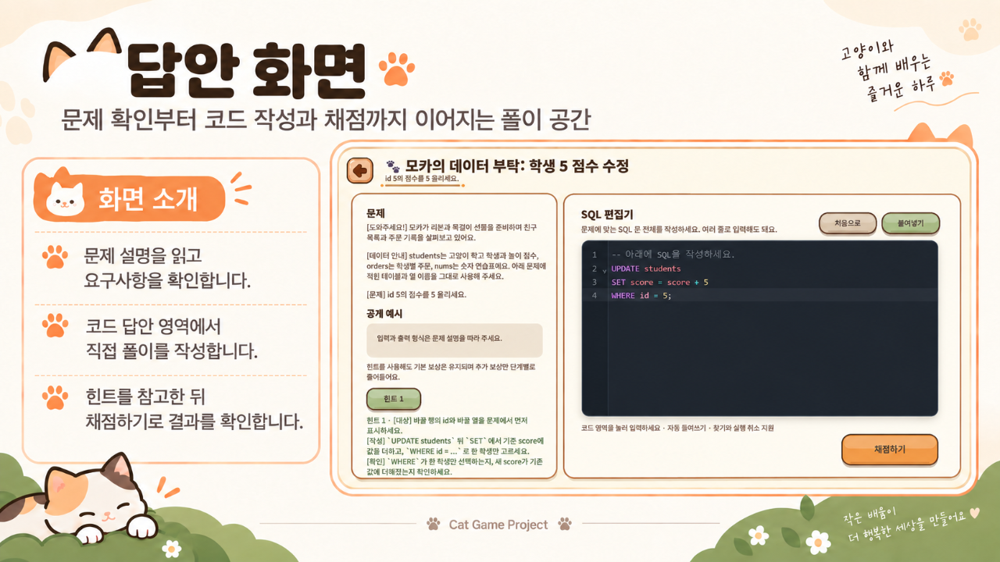 답안 화면
문제 확인부터 코드 작성과 채점까지 이어지는 풀이 공간
고양이와
함께 배우는
즐거운 하루
화면 소개
문제 설명을 읽고
요구사항을 확인합니다.
코드 답안 영역에서
직접 풀이를 작성합니다.
힌트를 참고한 뒤
채점하기로 결과를 확인합니다.
모카의 데이터 부탁: 학생 5 점수 수정
id 5의 점수를 5 올리세요.
문제
[도와주세요!] 모카가 리본과 목걸이 선물을 준비하며 친구
목록과 주문 기록을 살펴보고 있어요.
[데이터 안내] students는 고양이 학교 학생과 놀이 점수,
orders는 학생별 주문, nums는 숫자 연습표예요. 아래 문제에
적힌 테이블과 열 이름을 그대로 사용해 주세요.
[문제] id 5의 점수를 5 올리세요.
공개 예시
입력과 출력 형식은 문제 설명을 따라 주세요.
힌트를 사용해도 기본 보상은 유지되며 추가 보상만 단계별로
줄어들어요.
힌트 1
힌트 1 · [대상] 바꿀 행의 id와 바꿀 열을 문제에서 먼저
표시하세요.
[작성] `UPDATE students` 뒤 `SET`에서 기존 score에
값을 더하고, `WHERE id = ...`로 한 학생만 고르세요.
[확인] `WHERE`가 한 학생만 선택하는지, 새 score가 기존
값에 더해졌는지 확인하세요.
SQL 편집기
문제에 맞는 SQL 문 전체를 작성하세요. 여러 줄로 입력해도 돼요.
처음으로
붙여넣기
1 -- 아래에 SQL을 작성하세요.
2 UPDATE students
3 SET score = score + 5
4 WHERE id = 5;
코드 영역을 눌러 입력하세요 · 자동 들여쓰기 · 찾기와 실행 취소 지원
채점하기
Cat Game Project
작은 배움이
더 행복한 세상을 만들어요